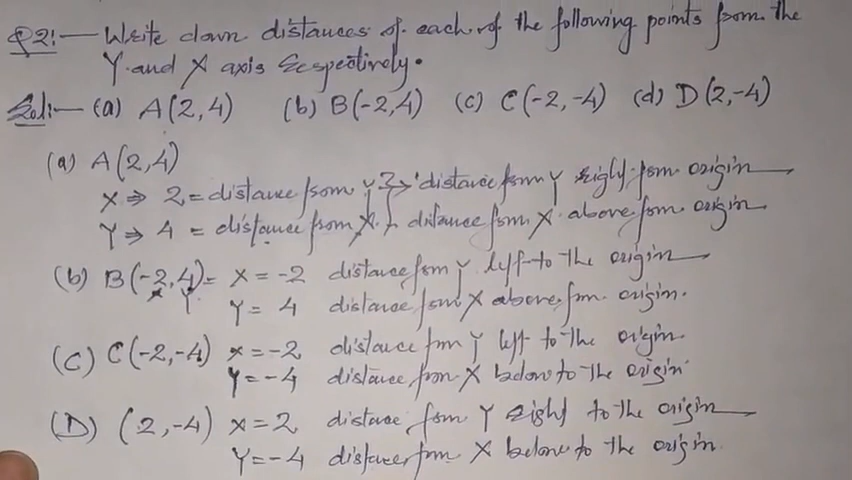 Q2:— Write down distances of each of the following points from the
Y and X axis Respectively.
Sol:— (a) A(2,4) (b) B(-2,4) (c) C(-2,-4) (d) D(2,-4)
(a) A(2,4)
X ⇒ 2 = distance from y distance from y right from origin
Y ⇒ 4 = distance from X distance from X above from origin
(b) B(-2,4) = X = -2 distance from y left to the origin
X Y Y = 4 distance from X above from origin.
(C) C(-2,-4) x = -2 distance from y left to the origin
Y = -4 distance from X below to the origin
(D) (2,-4) x = 2 distance from Y right to the origin
Y = -4 distance from X below to the origin